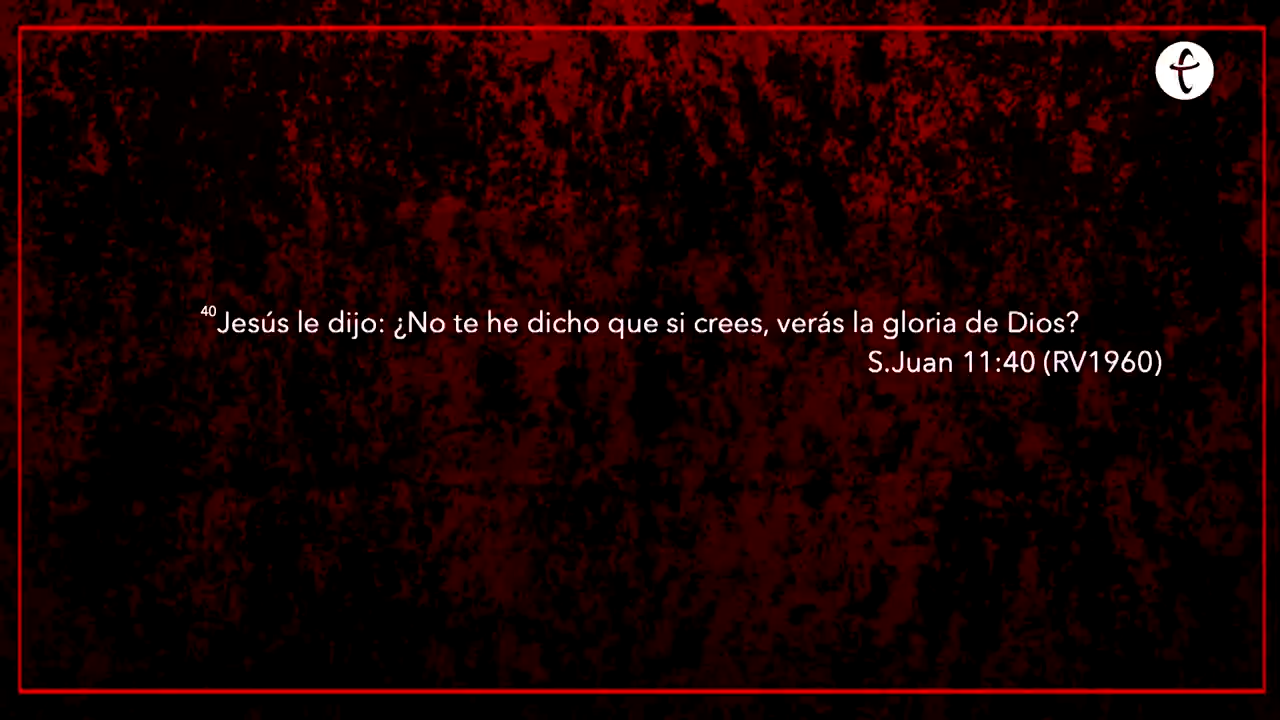 40Jesús le dijo: ¿No te he dicho que si crees, verás la gloria de Dios?
S.Juan 11:40 (RV1960)